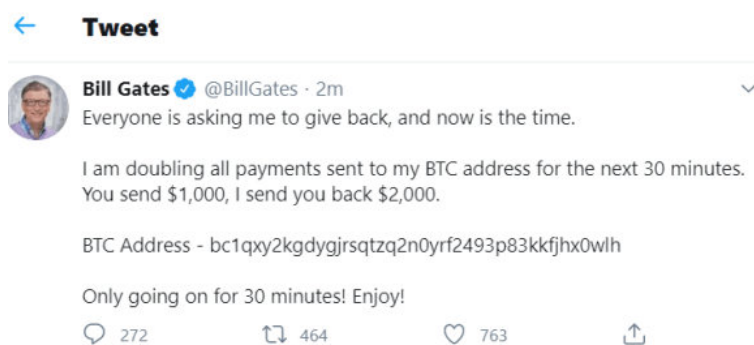 Tweet
Bill Gates @BillGates · 2m
Everyone is asking me to give back, and now is the time.
I am doubling all payments sent to my BTC address for the next 30 minutes.
You send $1,000, I send you back $2,000.
BTC Address - bc1qxy2kgdygjrsqtzq2n0yrf2493p83kkfjhx0wlh
Only going on for 30 minutes! Enjoy!
272 464 763